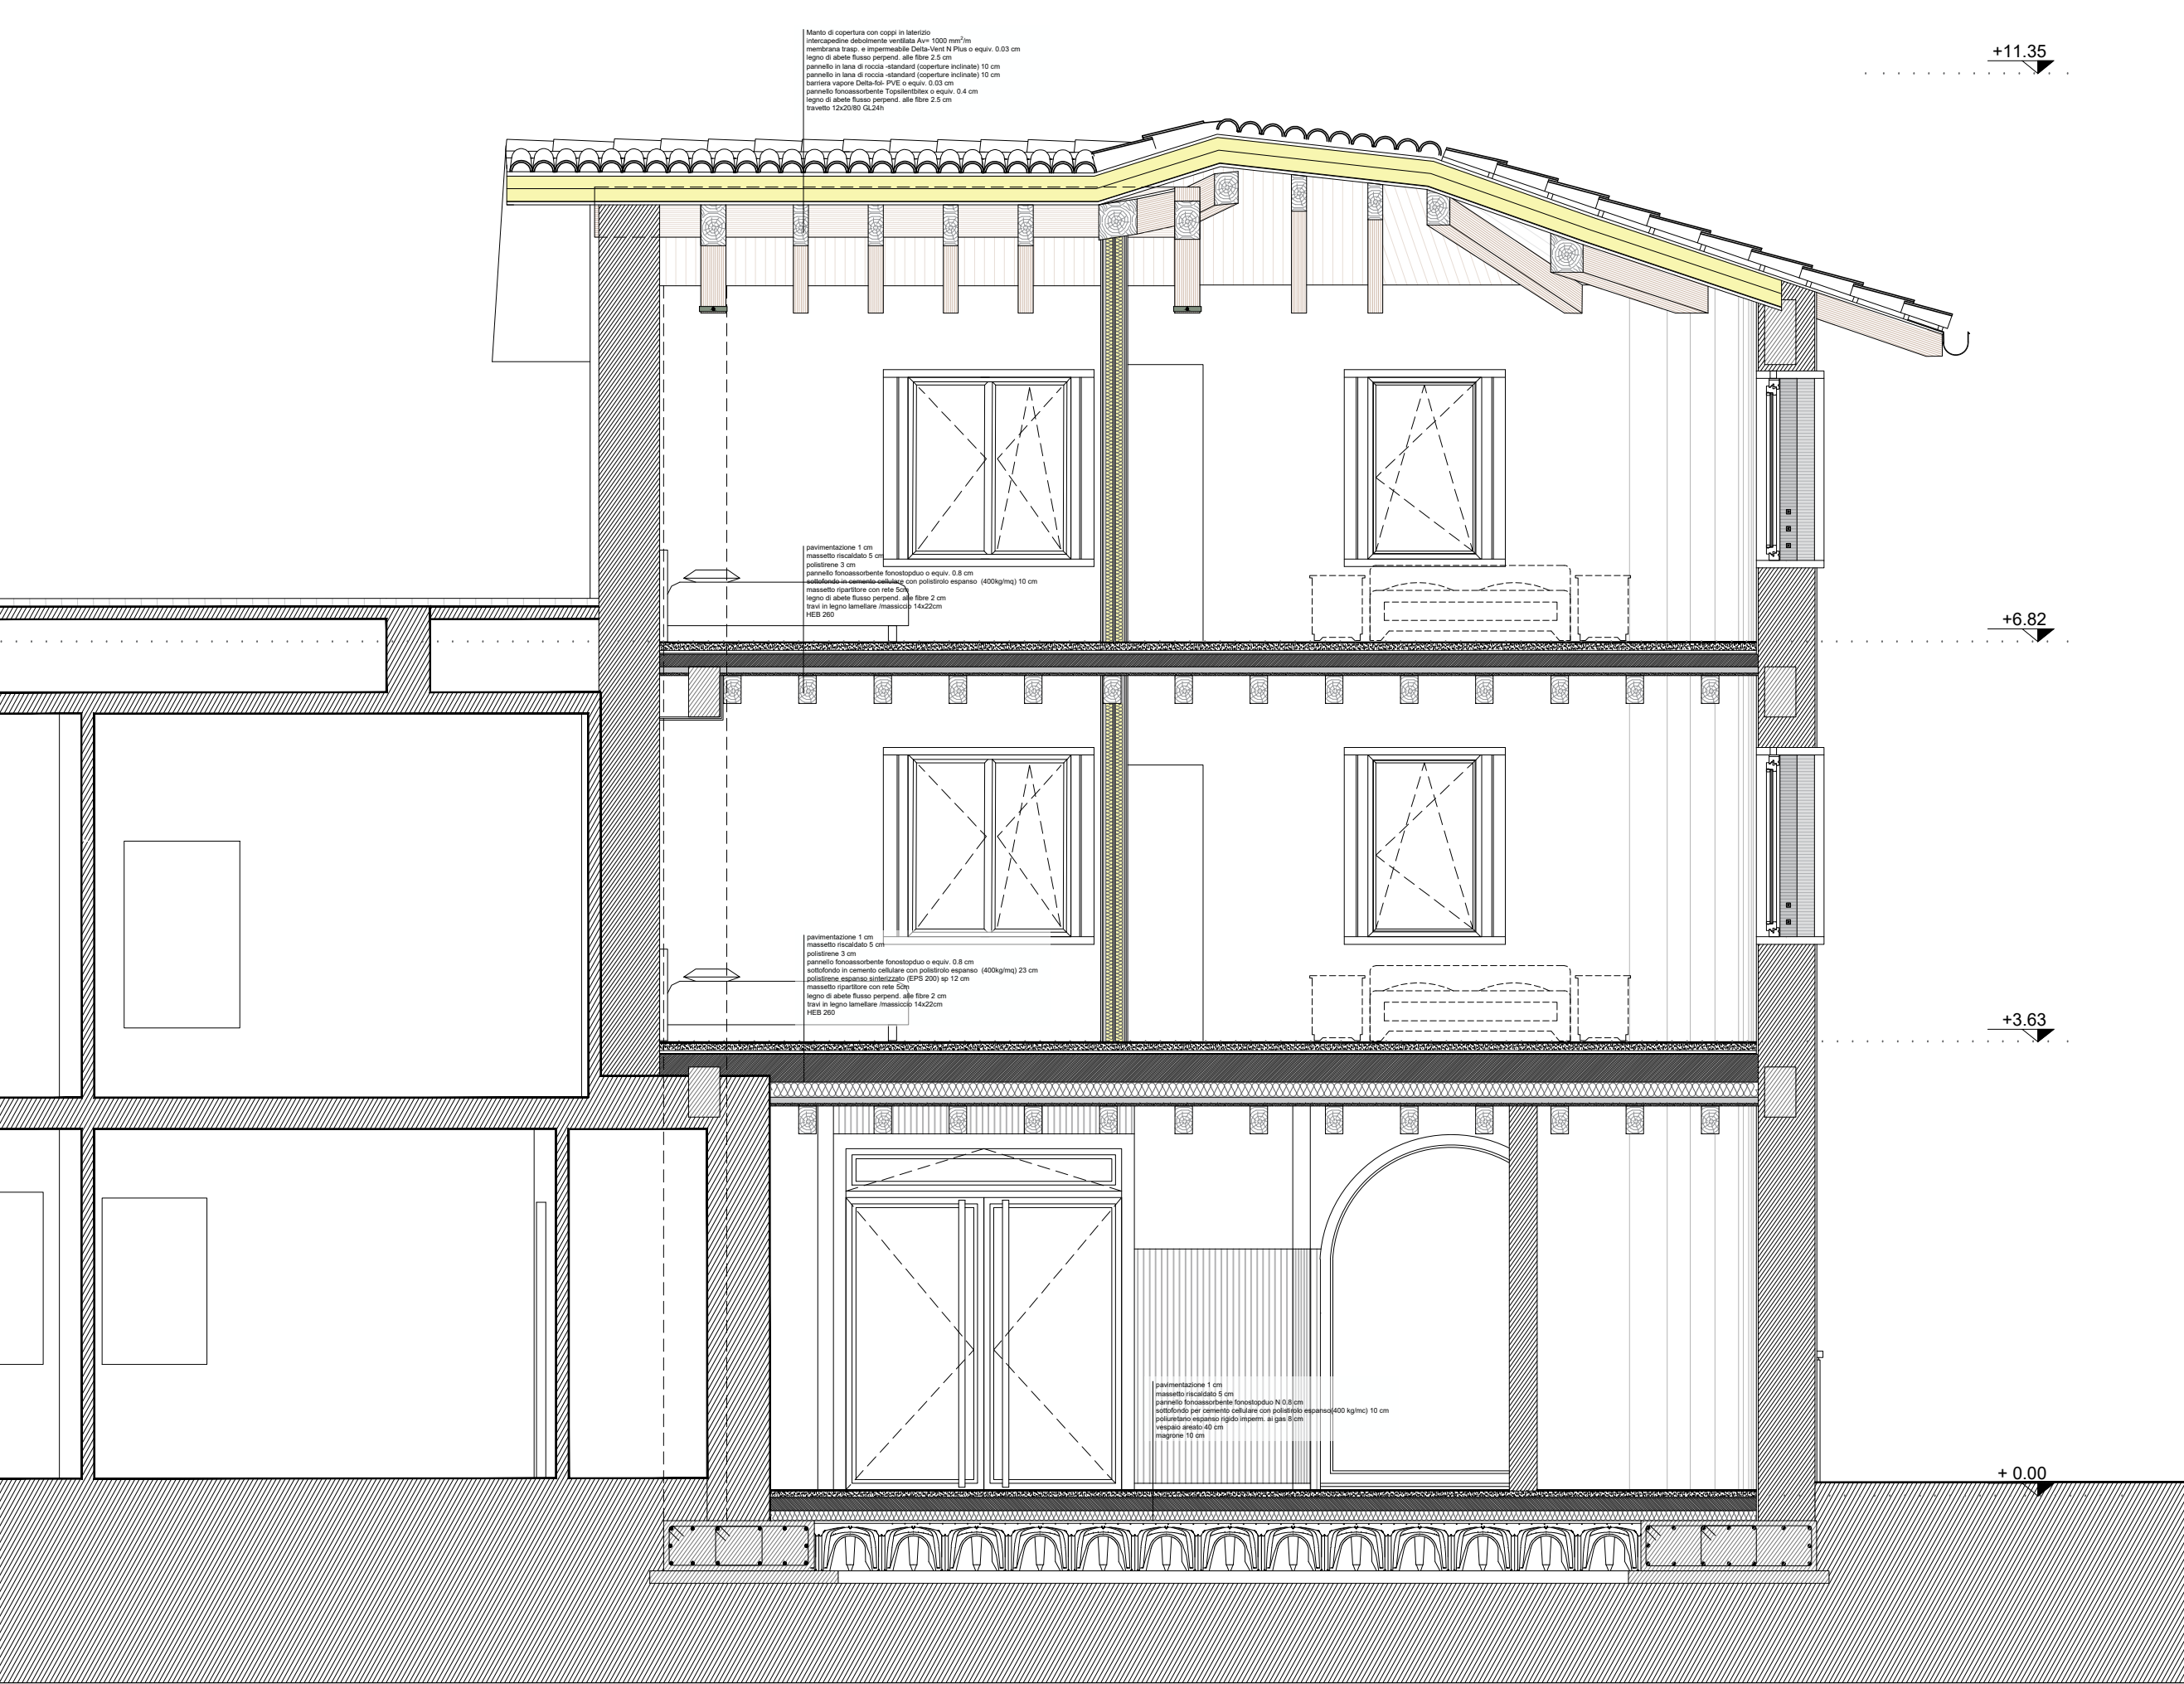 Manto di copertura con coppi in laterizio
intercapedine debolmente ventilata Av= 1000 mm²/m
membrana trasp. e impermeabile Delta-Vent N Plus o equiv. 0.03 cm
legno di abete flusso perpend. alle fibre 2.5 cm
pannello in lana di roccia -standard (coperture inclinate) 10 cm
pannello in lana di roccia -standard (coperture inclinate) 10 cm
barriera vapore Delta-fol- PVE o equiv. 0.03 cm
pannello fonoassorbente Topsilentbitex o equiv. 0.4 cm
legno di abete flusso perpend. alle fibre 2.5 cm
travetto 12x20/80 GL24h
+11.35
pavimentazione 1 cm
massetto riscaldato 5 cm
polistirene 3 cm
pannello fonoassorbente fonostopduo o equiv. 0.8 cm
sottofondo in cemento cellulare con polistirolo espanso (400kg/mq) 10 cm
massetto ripartitore con rete 5cm
legno di abete flusso perpend. alle fibre 2 cm
travi in legno lamellare /massiccio 14x22cm
HEB 260
+6.82
pavimentazione 1 cm
massetto riscaldato 5 cm
polistirene 3 cm
pannello fonoassorbente fonostopduo o equiv. 0.8 cm
sottofondo in cemento cellulare con polistirolo espanso (400kg/mq) 23 cm
polistirene espanso sinterizzato (EPS 200) sp 12 cm
massetto ripartitore con rete 5cm
legno di abete flusso perpend. alle fibre 2 cm
travi in legno lamellare /massiccio 14x22cm
HEB 260
+3.63
pavimentazione 1 cm
massetto riscaldato 5 cm
pannello fonoassorbente fonostopduo N 0.8 cm
sottofondo per cemento cellulare con polistirolo espanso(400 kg/mc) 10 cm
poliuretano espanso rigido imperm. ai gas 8 cm
vespaio areato 40 cm
magrone 10 cm
+ 0.00